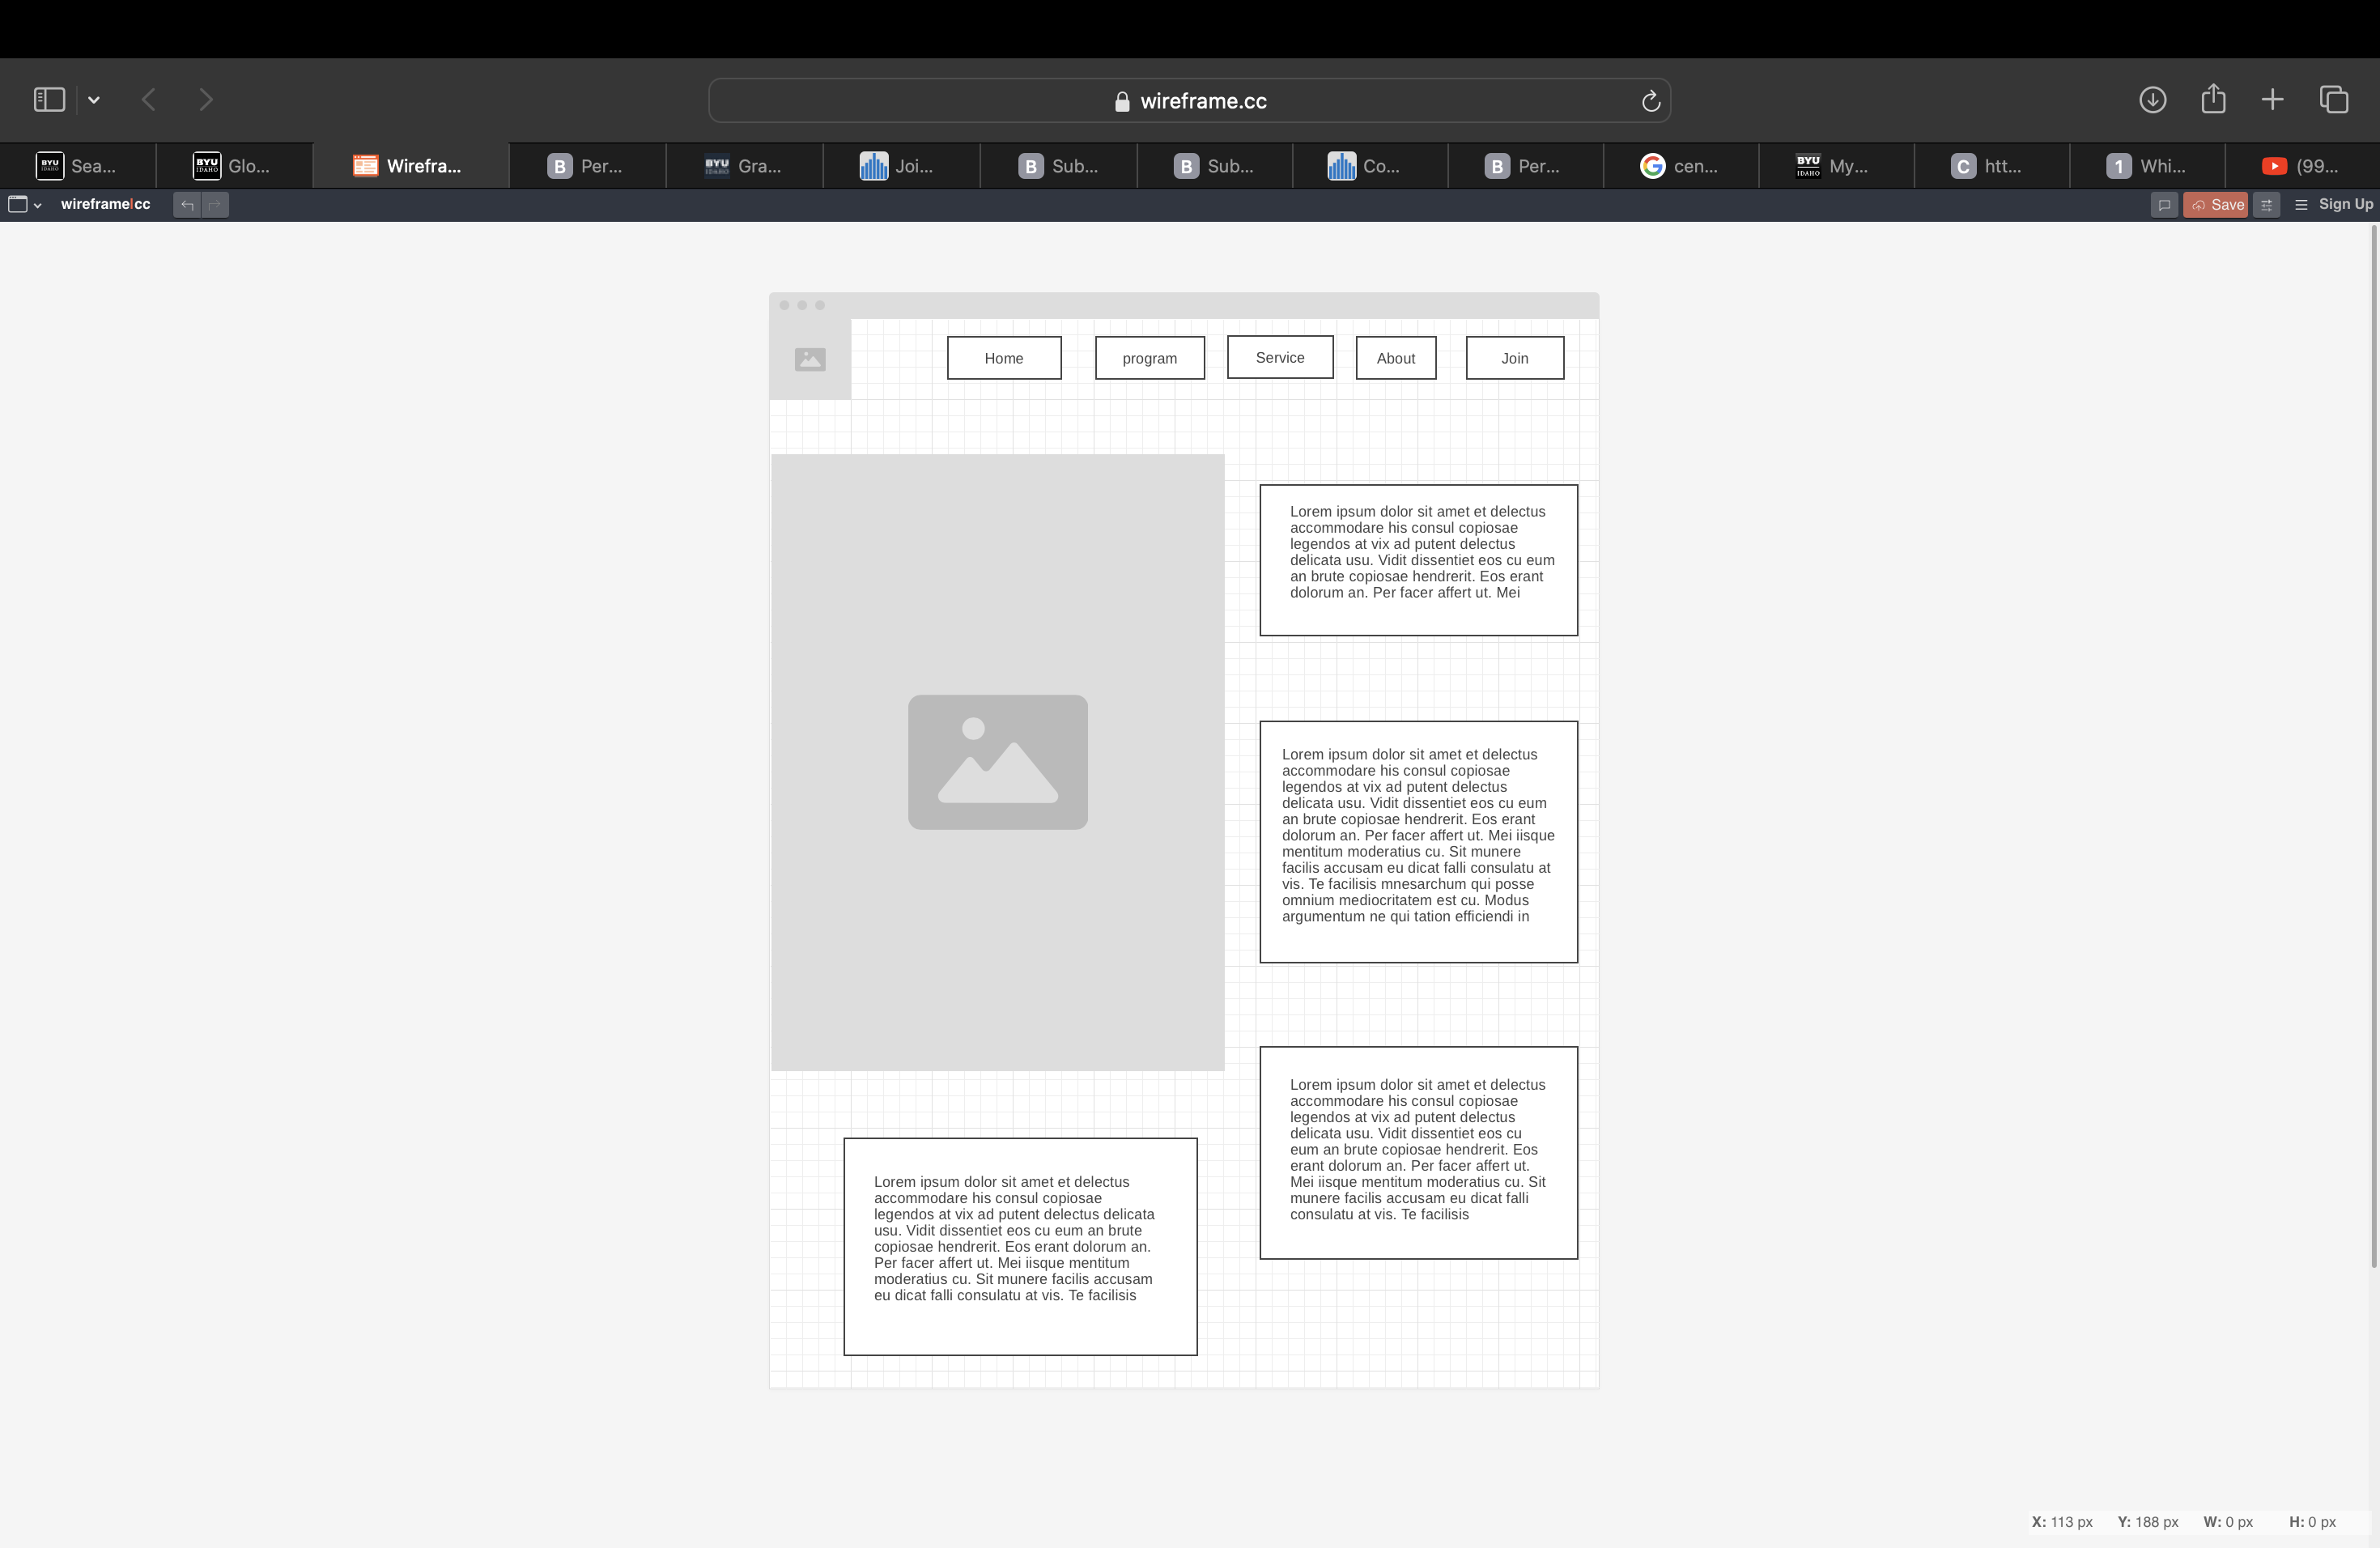 wireframe.cc
BYU IDAHO Sea... BYU IDAHO Glo... Wirefra... B Per... BYU IDAHO Gra... Joi... B Sub... B Sub... Co... B Per... cen... BYU IDAHO My... C htt... 1 Whi... (99...
wireframe|cc Save Sign Up
Home program Service About Join
Lorem ipsum dolor sit amet et delectus
accommodare his consul copiosae
legendos at vix ad putent delectus
delicata usu. Vidit dissentiet eos cu eum
an brute copiosae hendrerit. Eos erant
dolorum an. Per facer affert ut. Mei
Lorem ipsum dolor sit amet et delectus
accommodare his consul copiosae
legendos at vix ad putent delectus
delicata usu. Vidit dissentiet eos cu eum
an brute copiosae hendrerit. Eos erant
dolorum an. Per facer affert ut. Mei iisque
mentitum moderatius cu. Sit munere
facilis accusam eu dicat falli consulatu at
vis. Te facilisis mnesarchum qui posse
omnium mediocritatem est cu. Modus
argumentum ne qui tation efficiendi in
Lorem ipsum dolor sit amet et delectus
accommodare his consul copiosae
legendos at vix ad putent delectus
delicata usu. Vidit dissentiet eos cu
eum an brute copiosae hendrerit. Eos
erant dolorum an. Per facer affert ut.
Mei iisque mentitum moderatius cu. Sit
munere facilis accusam eu dicat falli
consulatu at vis. Te facilisis
Lorem ipsum dolor sit amet et delectus
accommodare his consul copiosae
legendos at vix ad putent delectus delicata
usu. Vidit dissentiet eos cu eum an brute
copiosae hendrerit. Eos erant dolorum an.
Per facer affert ut. Mei iisque mentitum
moderatius cu. Sit munere facilis accusam
eu dicat falli consulatu at vis. Te facilisis
X: 113 px Y: 188 px W: 0 px H: 0 px